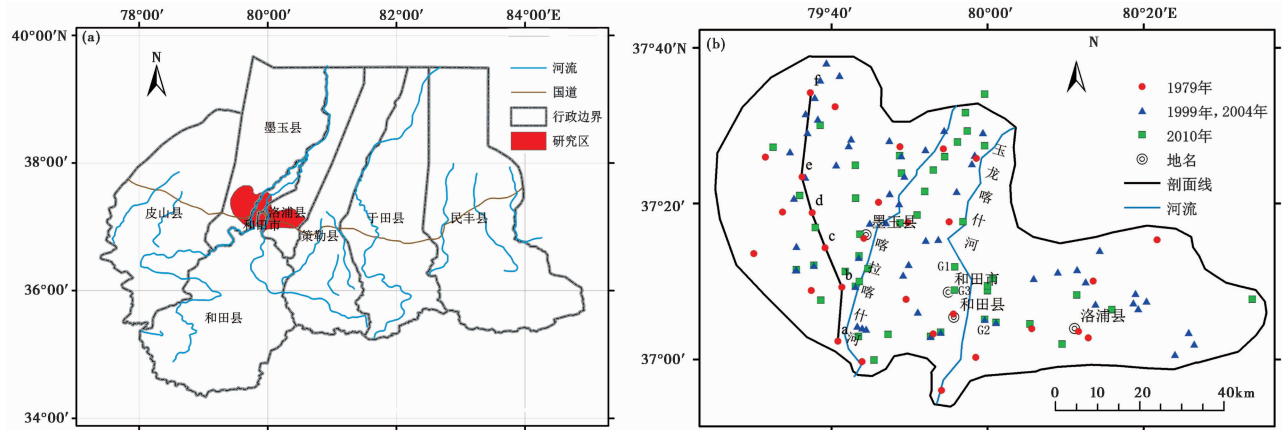 78°00′
80°00′
82°00′
84°00′E
40°00′N
38°00′
36°00′
34°00′
(a)
N
河流
国道
行政边界
研究区
墨玉县
皮山县
洛浦县
和田市
策勒县
于田县
民丰县
和田县
79°40′
80°00′
80°20′E
37°40′N
37°20′
37°00′
(b)
N
1979年
1999年,2004年
2010年
地名
剖面线
河流
f
e
d
c
b
a
玉龙喀什河
墨玉县
喀拉喀什河
G1
和田市
G3
和田县
G2
洛浦县
0 10 20 40km